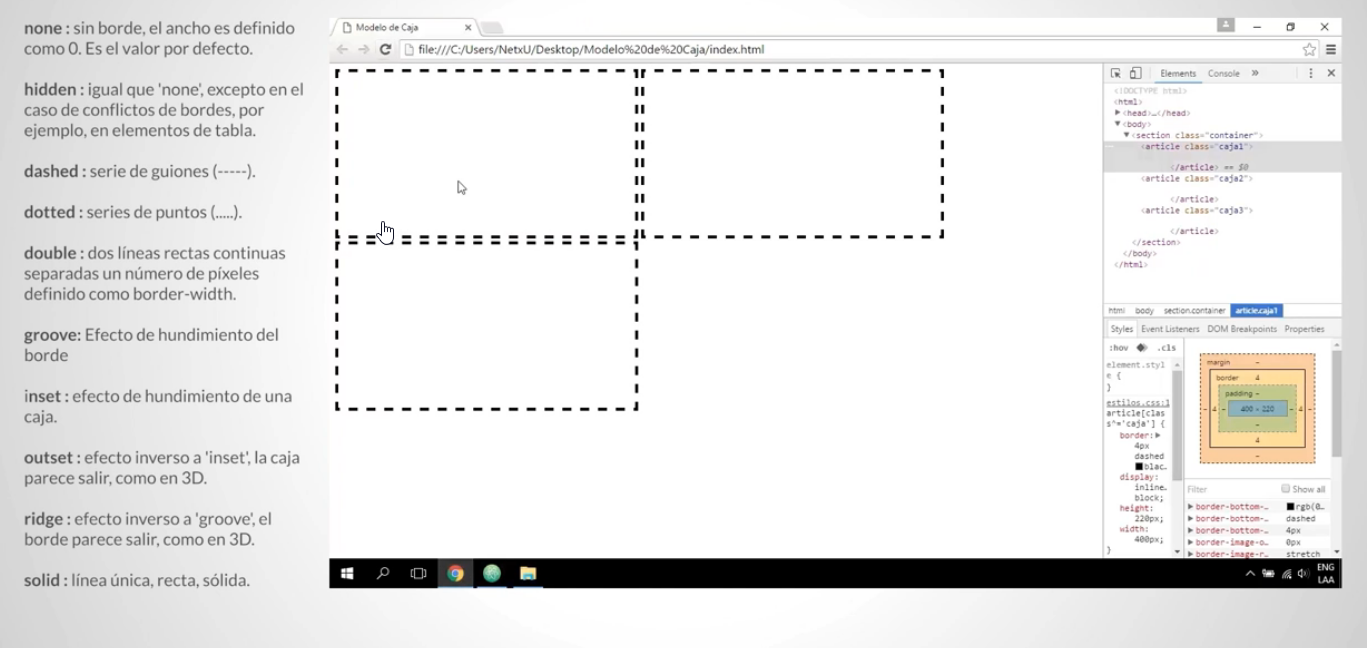 none : sin borde, el ancho es definido
como 0. Es el valor por defecto.
hidden : igual que 'none', excepto en el
caso de conflictos de bordes, por
ejemplo, en elementos de tabla.
dashed : serie de guiones (-----).
dotted : series de puntos (.....).
double : dos líneas rectas continuas
separadas un número de píxeles
definido como border-width.
groove: Efecto de hundimiento del
borde
inset : efecto de hundimiento de una
caja.
outset : efecto inverso a 'inset', la caja
parece salir, como en 3D.
ridge : efecto inverso a 'groove', el
borde parece salir, como en 3D.
solid : línea única, recta, sólida.
Modelo de Caja
file:///C:/Users/NetxU/Desktop/Modelo%20de%20Caja/index.html
Elements Console »
<!DOCTYPE html>
<html>
<head>…</head>
<body>
<section class="container">
<article class="caja1">
</article> == $0
<article class="caja2">
</article>
<article class="caja3">
</article>
</section>
</body>
</html>
html body section.container article.caja1
Styles Event Listeners DOM Breakpoints Properties
:hov .cls
element.styl
e {
}
estilos.css:1
article[clas
s^='caja'] {
border:
4px
dashed
blac…
display:
inline…
block;
height:
220px;
width:
400px;
}
margin -
border 4
padding -
- 4 - 400 × 220 - 4 -
-
4
-
Filter Show all
border-bottom-… rgb(0…
border-bottom-… dashed
border-bottom-… 4px
border-image-o… 0px
border-image-r… stretch
ENG
LAA